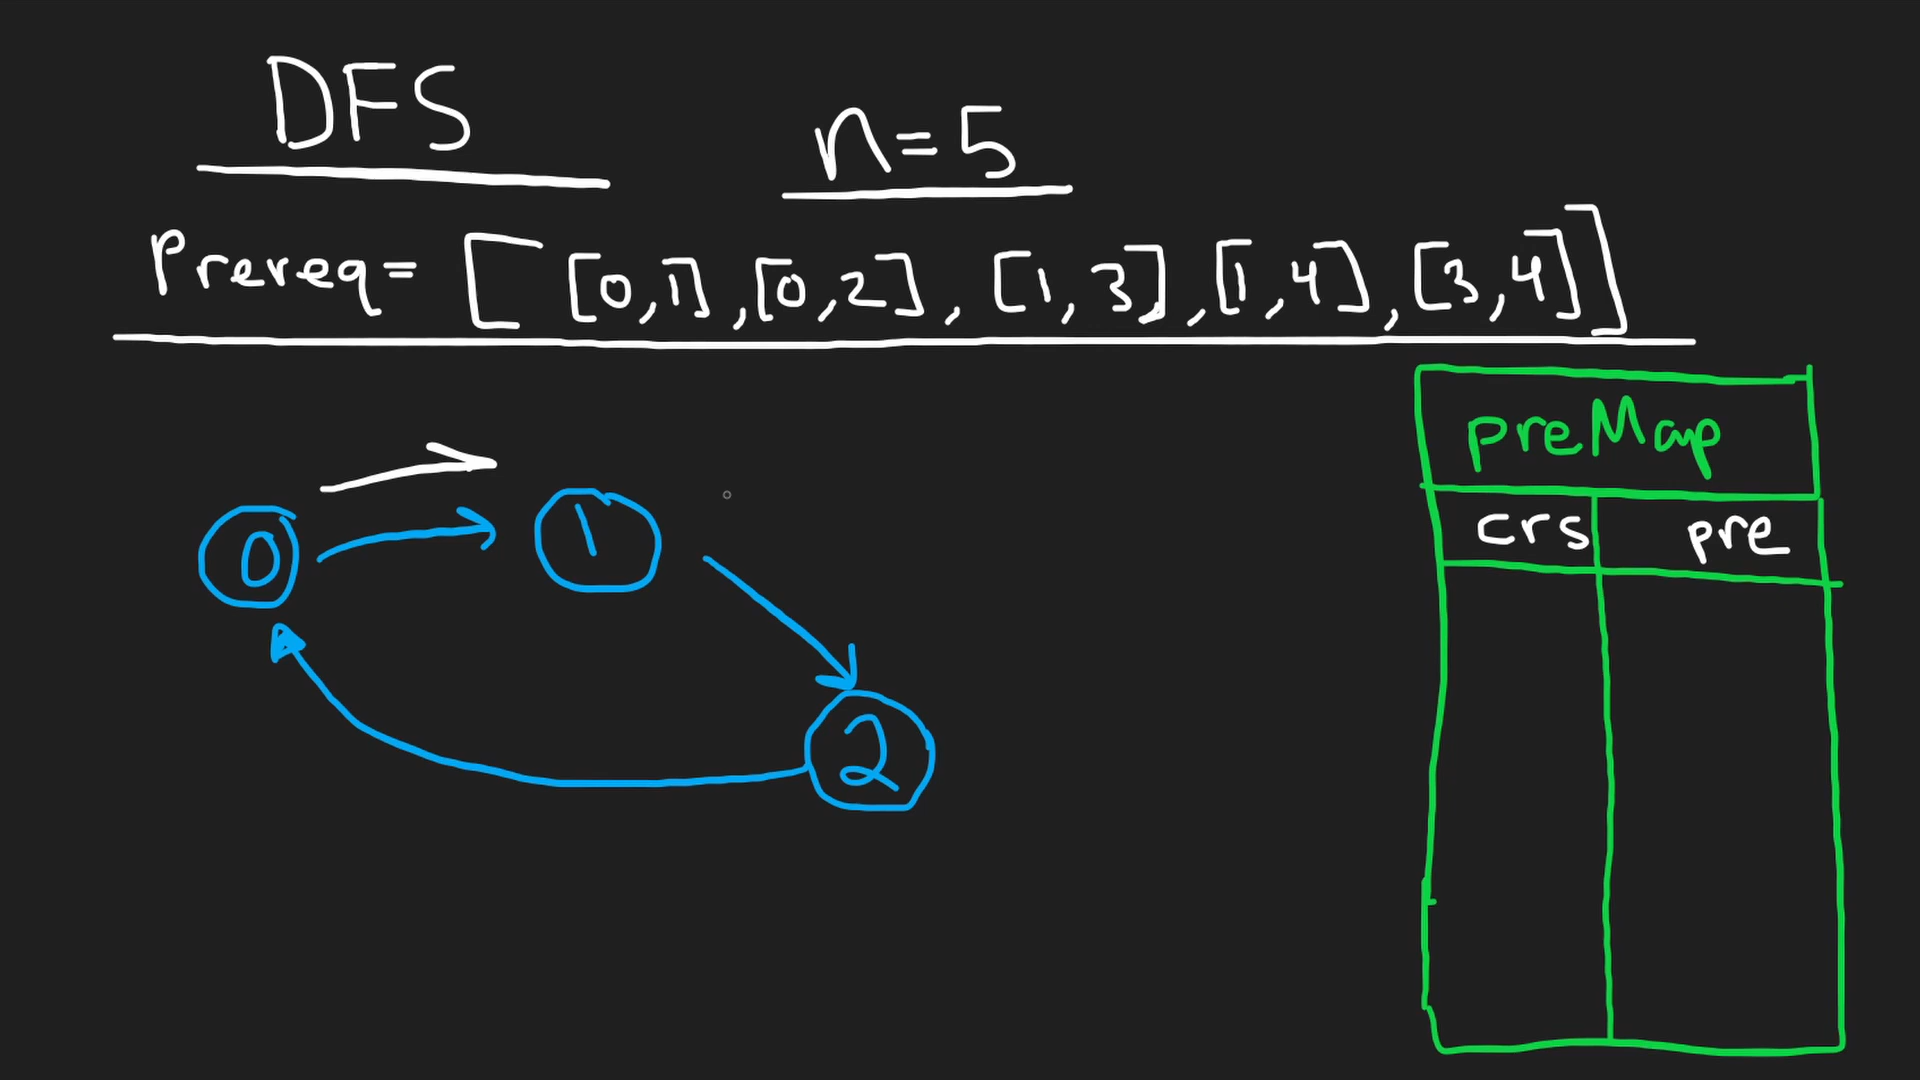 DFS
n=5
Prereq= [ [0,1],[0,2], [1,3],[1,4],[3,4]]
preMap
crs pre
0
1
2